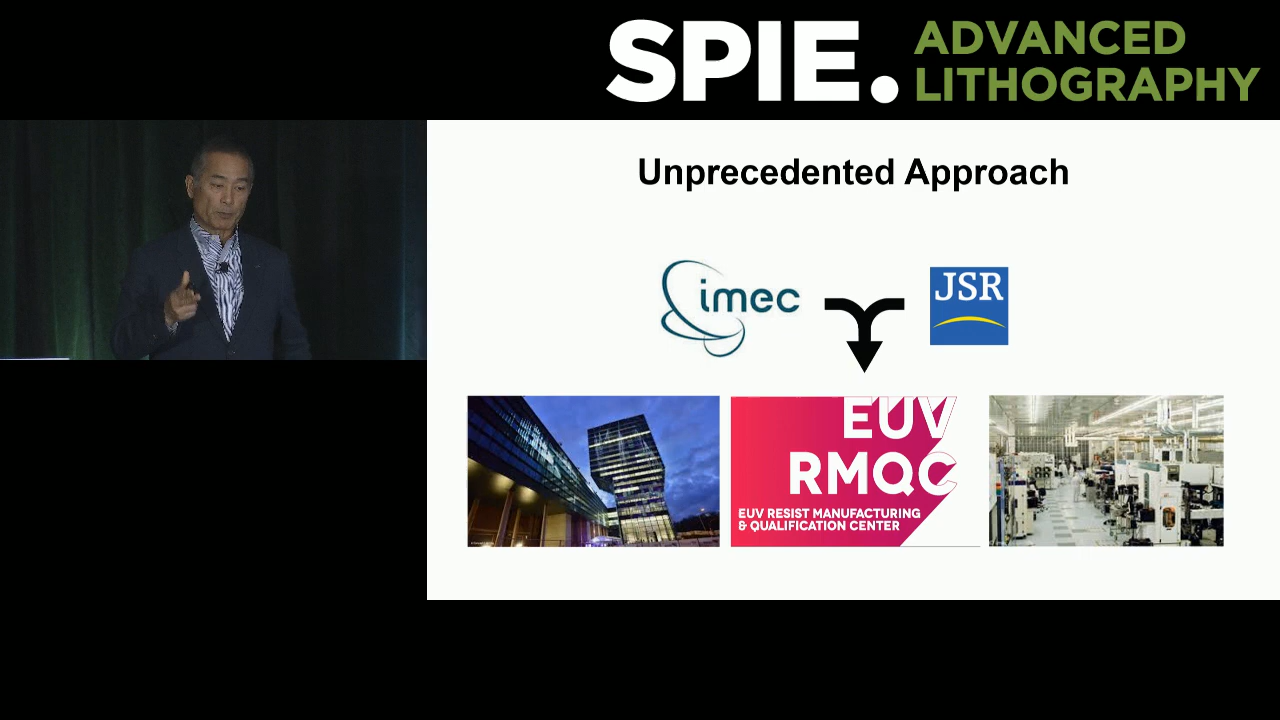 SPIE. ADVANCED
LITHOGRAPHY
Unprecedented Approach
imec
JSR
EUV
RMQC
EUV RESIST MANUFACTURING
& QUALIFICATION CENTER